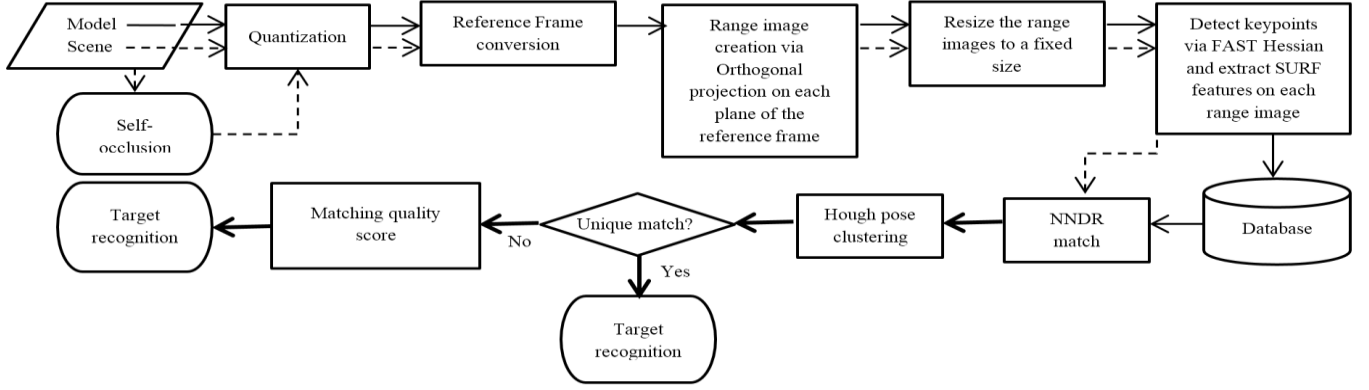 Model
Scene
Quantization
Reference Frame
conversion
Range image
creation via
Orthogonal
projection on each
plane of the
reference frame
Resize the range
images to a fixed
size
Detect keypoints
via FAST Hessian
and extract SURF
features on each
range image
Self-
occlusion
Target
recognition
Matching quality
score
No
Unique match?
Yes
Hough pose
clustering
NNDR
match
Database
Target
recognition